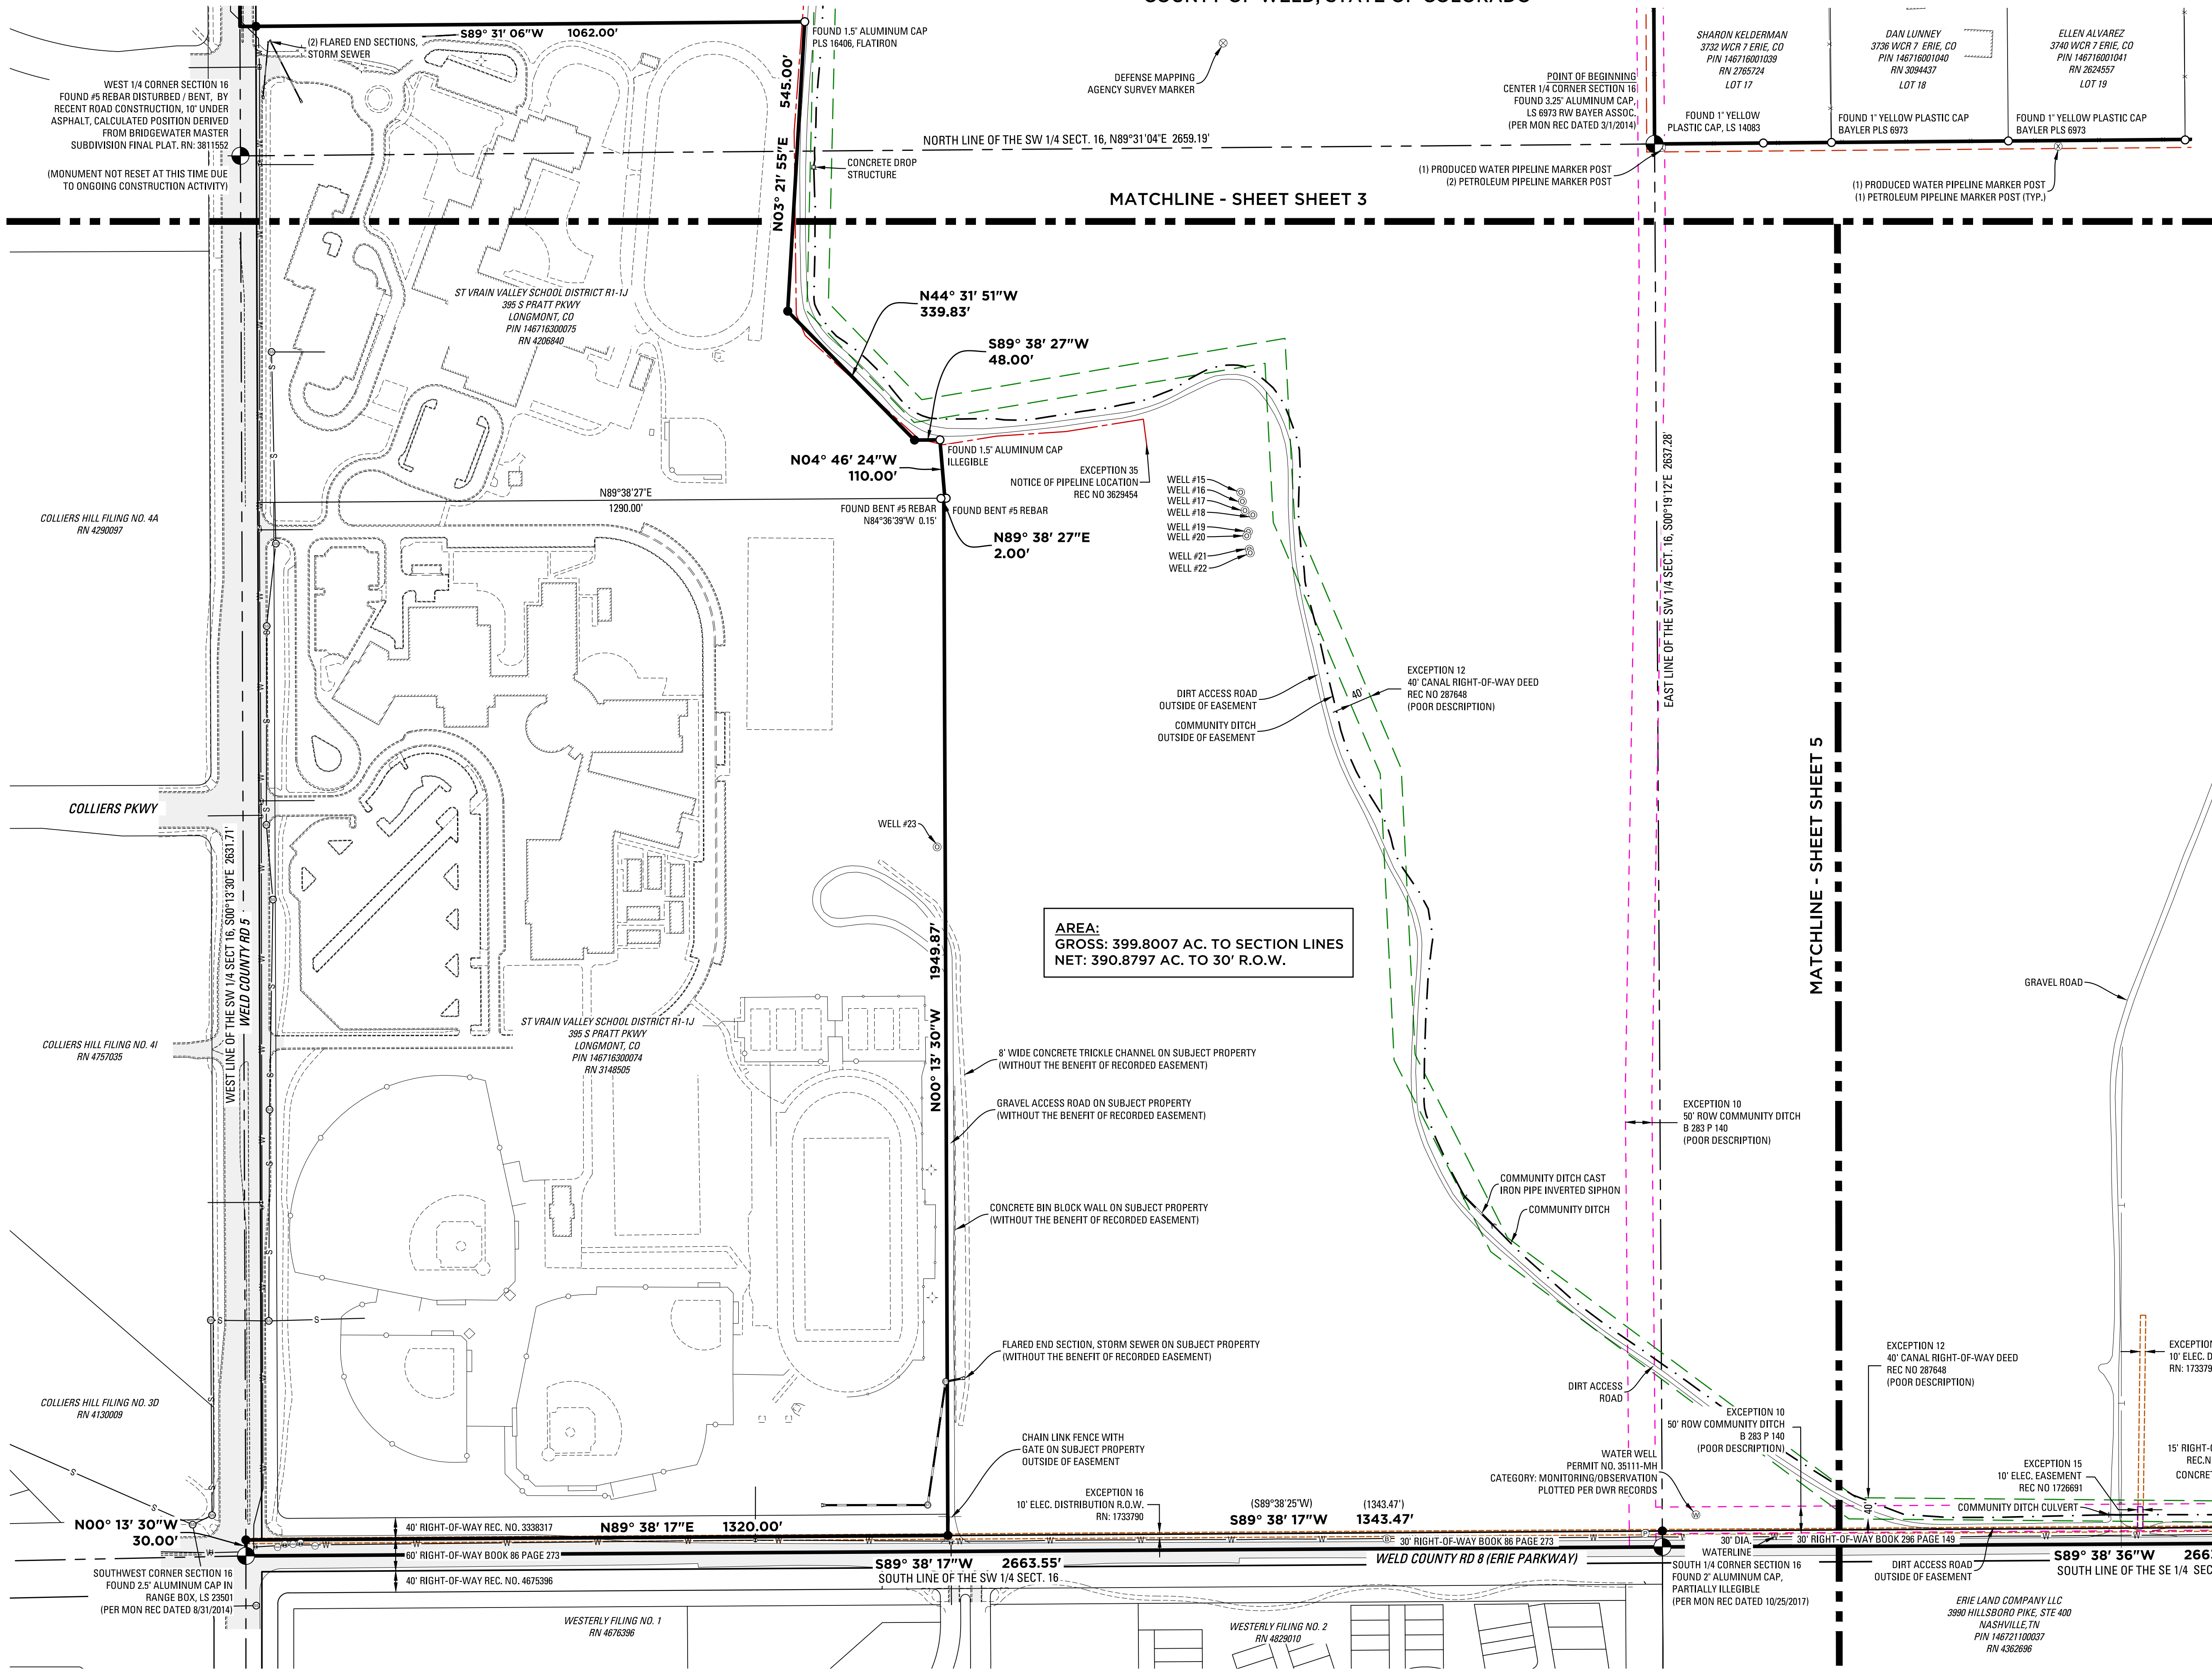 COUNTY OF WELD, STATE OF COLORADO
S89° 31' 06"W 1062.00'
(2) FLARED END SECTIONS,
STORM SEWER
FOUND 1.5" ALUMINUM CAP
PLS 16406, FLATIRON
WEST 1/4 CORNER SECTION 16
FOUND #5 REBAR DISTURBED / BENT, BY
RECENT ROAD CONSTRUCTION, 10" UNDER
ASPHALT, CALCULATED POSITION DERIVED
FROM BRIDGEWATER MASTER
SUBDIVISION FINAL PLAT. RN: 3811552
(MONUMENT NOT RESET AT THIS TIME DUE
TO ONGOING CONSTRUCTION ACTIVITY)
N03° 21' 55"E 545.00'
CONCRETE DROP
STRUCTURE
DEFENSE MAPPING
AGENCY SURVEY MARKER
NORTH LINE OF THE SW 1/4 SECT. 16, N89°31'04"E 2659.19'
POINT OF BEGINNING
CENTER 1/4 CORNER SECTION 16
FOUND 3.25" ALUMINUM CAP,
LS 6973 RW BAYER ASSOC.
(PER MON REC DATED 3/1/2014)
SHARON KELDERMAN
3732 WCR 7 ERIE, CO
PIN 146716001039
RN 2765724
LOT 17
DAN LUNNEY
3736 WCR 7 ERIE, CO
PIN 146716001040
RN 3094437
LOT 18
ELLEN ALVAREZ
3740 WCR 7 ERIE, CO
PIN 146716001041
RN 2624557
LOT 19
FOUND 1" YELLOW
PLASTIC CAP, LS 14083
FOUND 1" YELLOW PLASTIC CAP
BAYLER PLS 6973
FOUND 1" YELLOW PLASTIC CAP
BAYLER PLS 6973
(1) PRODUCED WATER PIPELINE MARKER POST
(2) PETROLEUM PIPELINE MARKER POST
(1) PRODUCED WATER PIPELINE MARKER POST
(1) PETROLEUM PIPELINE MARKER POST (TYP.)
MATCHLINE - SHEET SHEET 3
ST VRAIN VALLEY SCHOOL DISTRICT R1-1J
395 S PRATT PKWY
LONGMONT, CO
PIN 146716300075
RN 4206840
N44° 31' 51"W
339.83'
S89° 38' 27"W
48.00'
FOUND 1.5" ALUMINUM CAP
ILLEGIBLE
N04° 46' 24"W
110.00'
EXCEPTION 35
NOTICE OF PIPELINE LOCATION
REC NO 3629454
WELL #15
WELL #16
WELL #17
WELL #18
WELL #19
WELL #20
WELL #21
WELL #22
N89°38'27"E
1290.00'
FOUND BENT #5 REBAR
N84°36'39"W 0.15'
FOUND BENT #5 REBAR
N89° 38' 27"E
2.00'
COLLIERS HILL FILING NO. 4A
RN 4290097
EAST LINE OF THE SW 1/4 SECT. 16, S00°19'12"E 2637.28'
DIRT ACCESS ROAD
OUTSIDE OF EASEMENT
COMMUNITY DITCH
OUTSIDE OF EASEMENT
40'
EXCEPTION 12
40' CANAL RIGHT-OF-WAY DEED
REC NO 287648
(POOR DESCRIPTION)
COLLIERS PKWY
WEST LINE OF THE SW 1/4 SECT 16, S00°13'30"E 2631.71'
WELD COUNTY RD 5
WELL #23
MATCHLINE - SHEET SHEET 5
AREA:
GROSS: 399.8007 AC. TO SECTION LINES
NET: 390.8797 AC. TO 30' R.O.W.
N00° 13' 30"W 1949.87'
GRAVEL ROAD
COLLIERS HILL FILING NO. 4I
RN 4757035
ST VRAIN VALLEY SCHOOL DISTRICT R1-1J
395 S PRATT PKWY
LONGMONT, CO
PIN 146716300074
RN 3148505
8' WIDE CONCRETE TRICKLE CHANNEL ON SUBJECT PROPERTY
(WITHOUT THE BENEFIT OF RECORDED EASEMENT)
GRAVEL ACCESS ROAD ON SUBJECT PROPERTY
(WITHOUT THE BENEFIT OF RECORDED EASEMENT)
EXCEPTION 10
50' ROW COMMUNITY DITCH
B 283 P 140
(POOR DESCRIPTION)
COMMUNITY DITCH CAST
IRON PIPE INVERTED SIPHON
COMMUNITY DITCH
CONCRETE BIN BLOCK WALL ON SUBJECT PROPERTY
(WITHOUT THE BENEFIT OF RECORDED EASEMENT)
FLARED END SECTION, STORM SEWER ON SUBJECT PROPERTY
(WITHOUT THE BENEFIT OF RECORDED EASEMENT)
EXCEPTION 12
40' CANAL RIGHT-OF-WAY DEED
REC NO 287648
(POOR DESCRIPTION)
10' ELEC.
DIRT ACCESS
ROAD
COLLIERS HILL FILING NO. 3D
RN 4130009
EXCEPTION 10
50' ROW COMMUNITY DITCH
B 283 P 140
(POOR DESCRIPTION)
CHAIN LINK FENCE WITH
GATE ON SUBJECT PROPERTY
OUTSIDE OF EASEMENT
WATER WELL
PERMIT NO. 35111-MH
CATEGORY: MONITORING/OBSERVATION
PLOTTED PER DWR RECORDS
EXCEPTION 15
10' ELEC. EASEMENT
REC NO 1726691
COMMUNITY DITCH CULVERT
40'
EXCEPTION 16
10' ELEC. DISTRIBUTION R.O.W.
RN: 1733790
(S89°38'25"W) (1343.47')
S89° 38' 17"W 1343.47'
N00° 13' 30"W
30.00'
40' RIGHT-OF-WAY REC. NO. 3338317
N89° 38' 17"E 1320.00'
60' RIGHT-OF-WAY BOOK 86 PAGE 273
40' RIGHT-OF-WAY REC. NO. 4675396
30' RIGHT-OF-WAY BOOK 86 PAGE 273
30" DIA.
WATERLINE
30' RIGHT-OF-WAY BOOK 296 PAGE 149
S89° 38' 17"W 2663.55'
SOUTH LINE OF THE SW 1/4 SECT. 16
WELD COUNTY RD 8 (ERIE PARKWAY)
SOUTHWEST CORNER SECTION 16
FOUND 2.5" ALUMINUM CAP IN
RANGE BOX, LS 23501
(PER MON REC DATED 8/31/2014)
SOUTH 1/4 CORNER SECTION 16
FOUND 2" ALUMINUM CAP,
PARTIALLY ILLEGIBLE
(PER MON REC DATED 10/25/2017)
DIRT ACCESS ROAD
OUTSIDE OF EASEMENT
S89° 38' 36"W
SOUTH LINE OF THE SE 1/4
WESTERLY FILING NO. 1
RN 4676396
WESTERLY FILING NO. 2
RN 4829010
ERIE LAND COMPANY LLC
3990 HILLSBORO PIKE, STE 400
NASHVILLE,TN
PIN 146721100037
RN 4362696